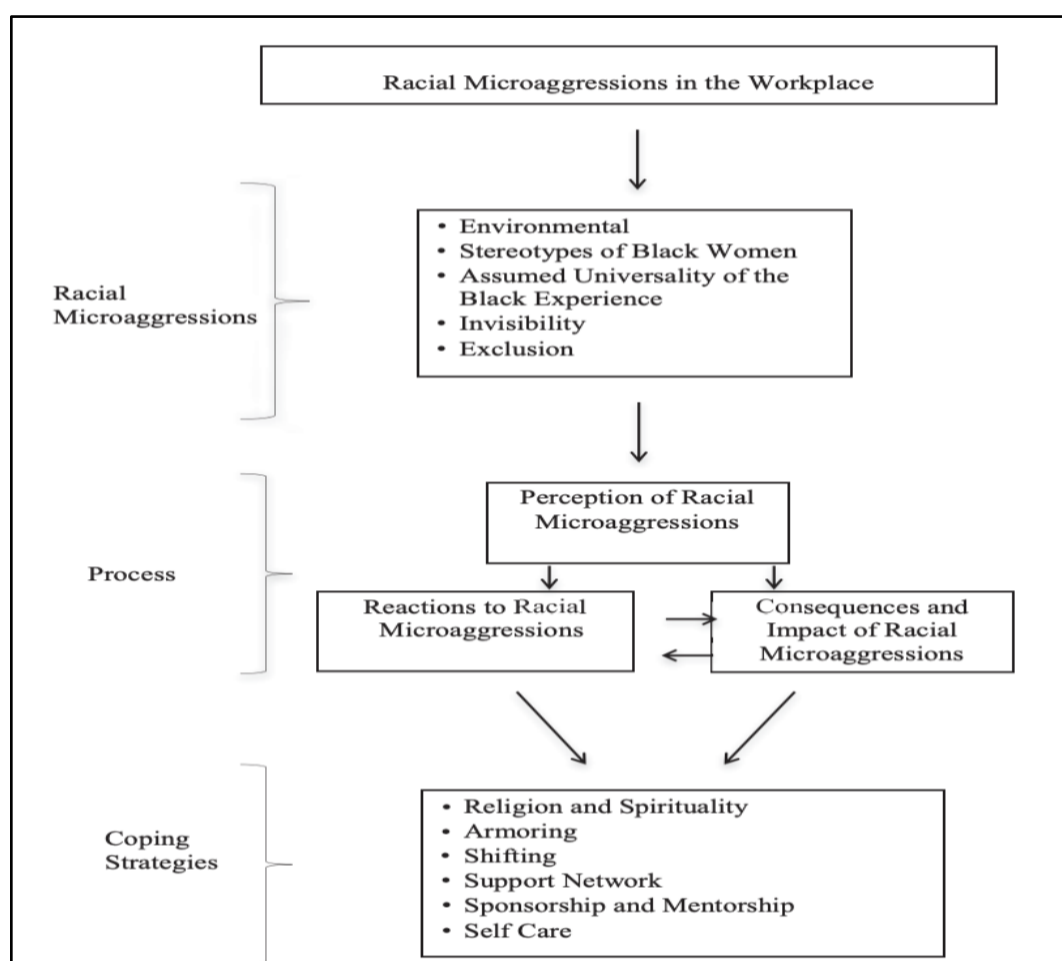 Racial Microaggressions in the Workplace
Racial
Microaggressions
• Environmental
• Stereotypes of Black Women
• Assumed Universality of the
Black Experience
• Invisibility
• Exclusion
Process
Perception of Racial
Microaggressions
Reactions to Racial
Microaggressions
Consequences and
Impact of Racial
Microaggressions
Coping
Strategies
• Religion and Spirituality
• Armoring
• Shifting
• Support Network
• Sponsorship and Mentorship
• Self Care